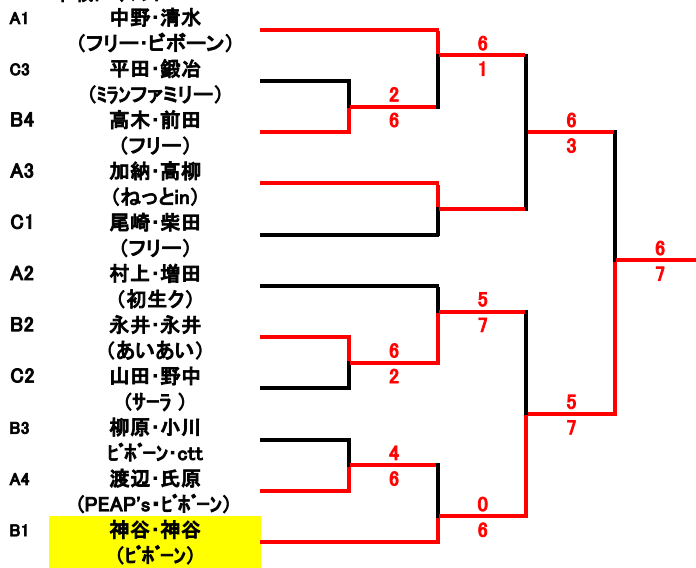 A1 中野・清水
(フリー・ビボーン)
6
1
C3 平田・鍛冶
(ﾐランファミリー)
2
6
B4 高木・前田
(フリー)
6
3
A3 加納・高柳
(ねっとin)
C1 尾崎・柴田
(フリー)
6
7
A2 村上・増田
(初生ク)
5
7
B2 永井・永井
(あいあい)
6
2
C2 山田・野中
(サーラ )
5
7
B3 柳原・小川
ﾋﾞﾎﾞーン・ctt
4
6
A4 渡辺・氏原
(PEAP's・ﾋﾞﾎﾞーン)
0
6
B1 神谷・神谷
(ﾋﾞﾎﾞーン)